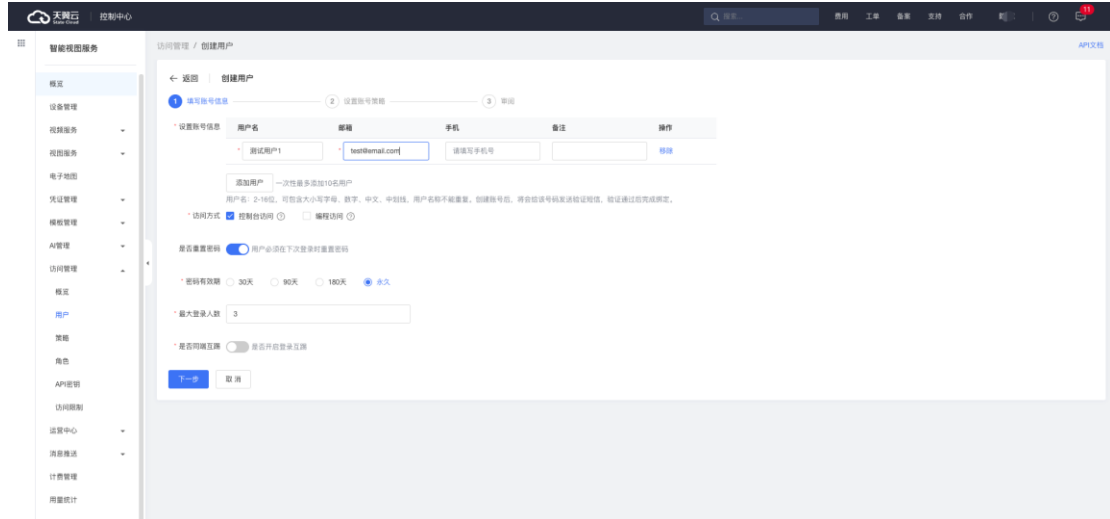 天翼云 State Cloud 控制中心 搜索... 费用 工单 备案 支持 合作 11
智能视图服务 访问管理 / 创建用户 API文档
概览
设备管理
视频服务
视图服务
电子地图
凭证管理
模板管理
AI管理
访问管理
概览
用户
策略
角色
API密钥
访问限制
运营中心
消息推送
计费管理
用量统计
← 返回 创建用户
1 填写账号信息 2 设置账号策略 3 审阅
* 设置账号信息 用户名 邮箱 手机 备注 操作
* 测试用户1 * test@email.com 请填写手机号 移除
添加用户 一次性最多添加10名用户
用户名：2-16位，可包含大小写字母、数字、中文、中划线，用户名称不能重复。创建账号后，将会给该号码发送验证短信，验证通过后完成绑定。
* 访问方式 控制台访问 ? 编程访问 ?
是否重置密码 用户必须在下次登录时重置密码
* 密码有效期 30天 90天 180天 永久
* 最大登录人数 3
* 是否同端互踢 是否开启登录互踢
下一步 取消